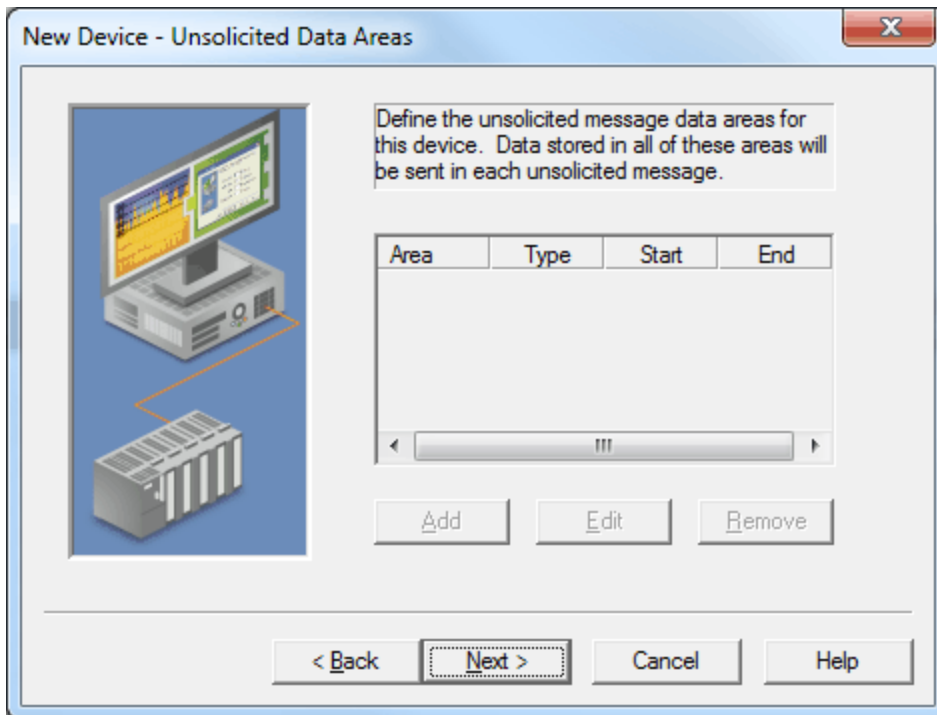 New Device - Unsolicited Data Areas
Define the unsolicited message data areas for
this device. Data stored in all of these areas will
be sent in each unsolicited message.
Area Type Start End
Add Edit Remove
< Back Next > Cancel Help